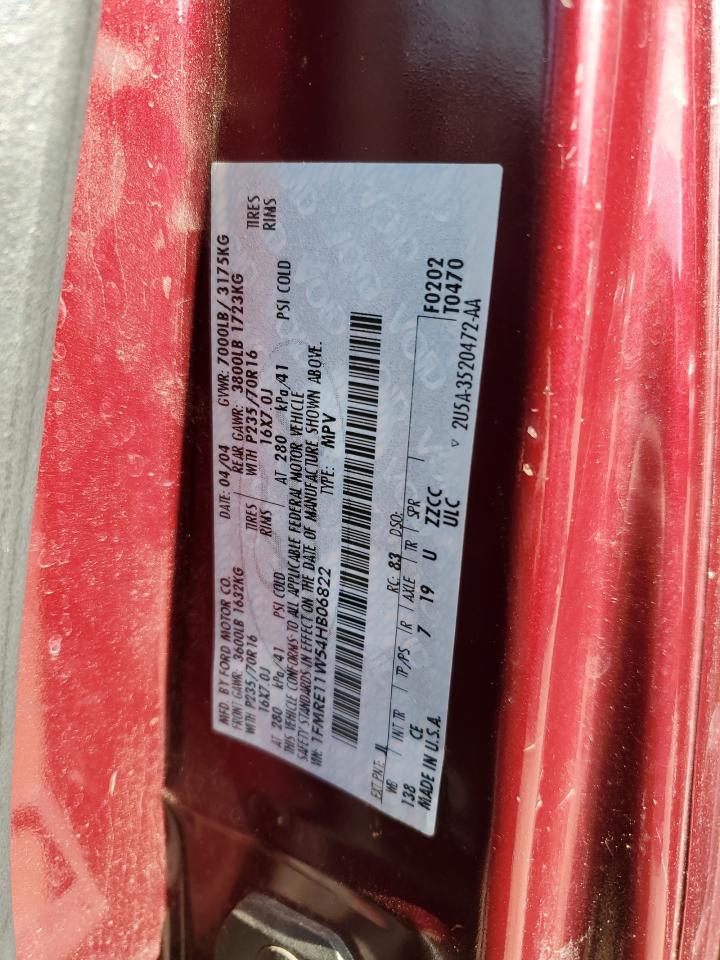 MFD. BY FORD MOTOR CO.
DATE: 04/04 GVWR: 7000LB / 3175KG
FRONT GAWR: 3600LB 1632KG REAR GAWR: 3800LB 1723KG
WITH P235/70R16 TIRES WITH P235/70R16 TIRES
16X7.0J RIMS 16X7.0J RIMS
AT 280 kPa/41 PSI COLD AT 280 kPa/41 PSI COLD
THIS VEHICLE CONFORMS TO ALL APPLICABLE FEDERAL MOTOR VEHICLE
SAFETY STANDARDS IN EFFECT ON THE DATE OF MANUFACTURE SHOWN ABOVE.
VIN: 1FMRE11W54HB06822 TYPE: MPV
EXT PNT: JL RC: 83 DSO: F0202
WB INT TR TP/PS R AXLE TR SPR T0470
138 CE 7 19 U ZZCC
MADE IN U.S.A. ULC
▽ 2U5A-3520472-AA